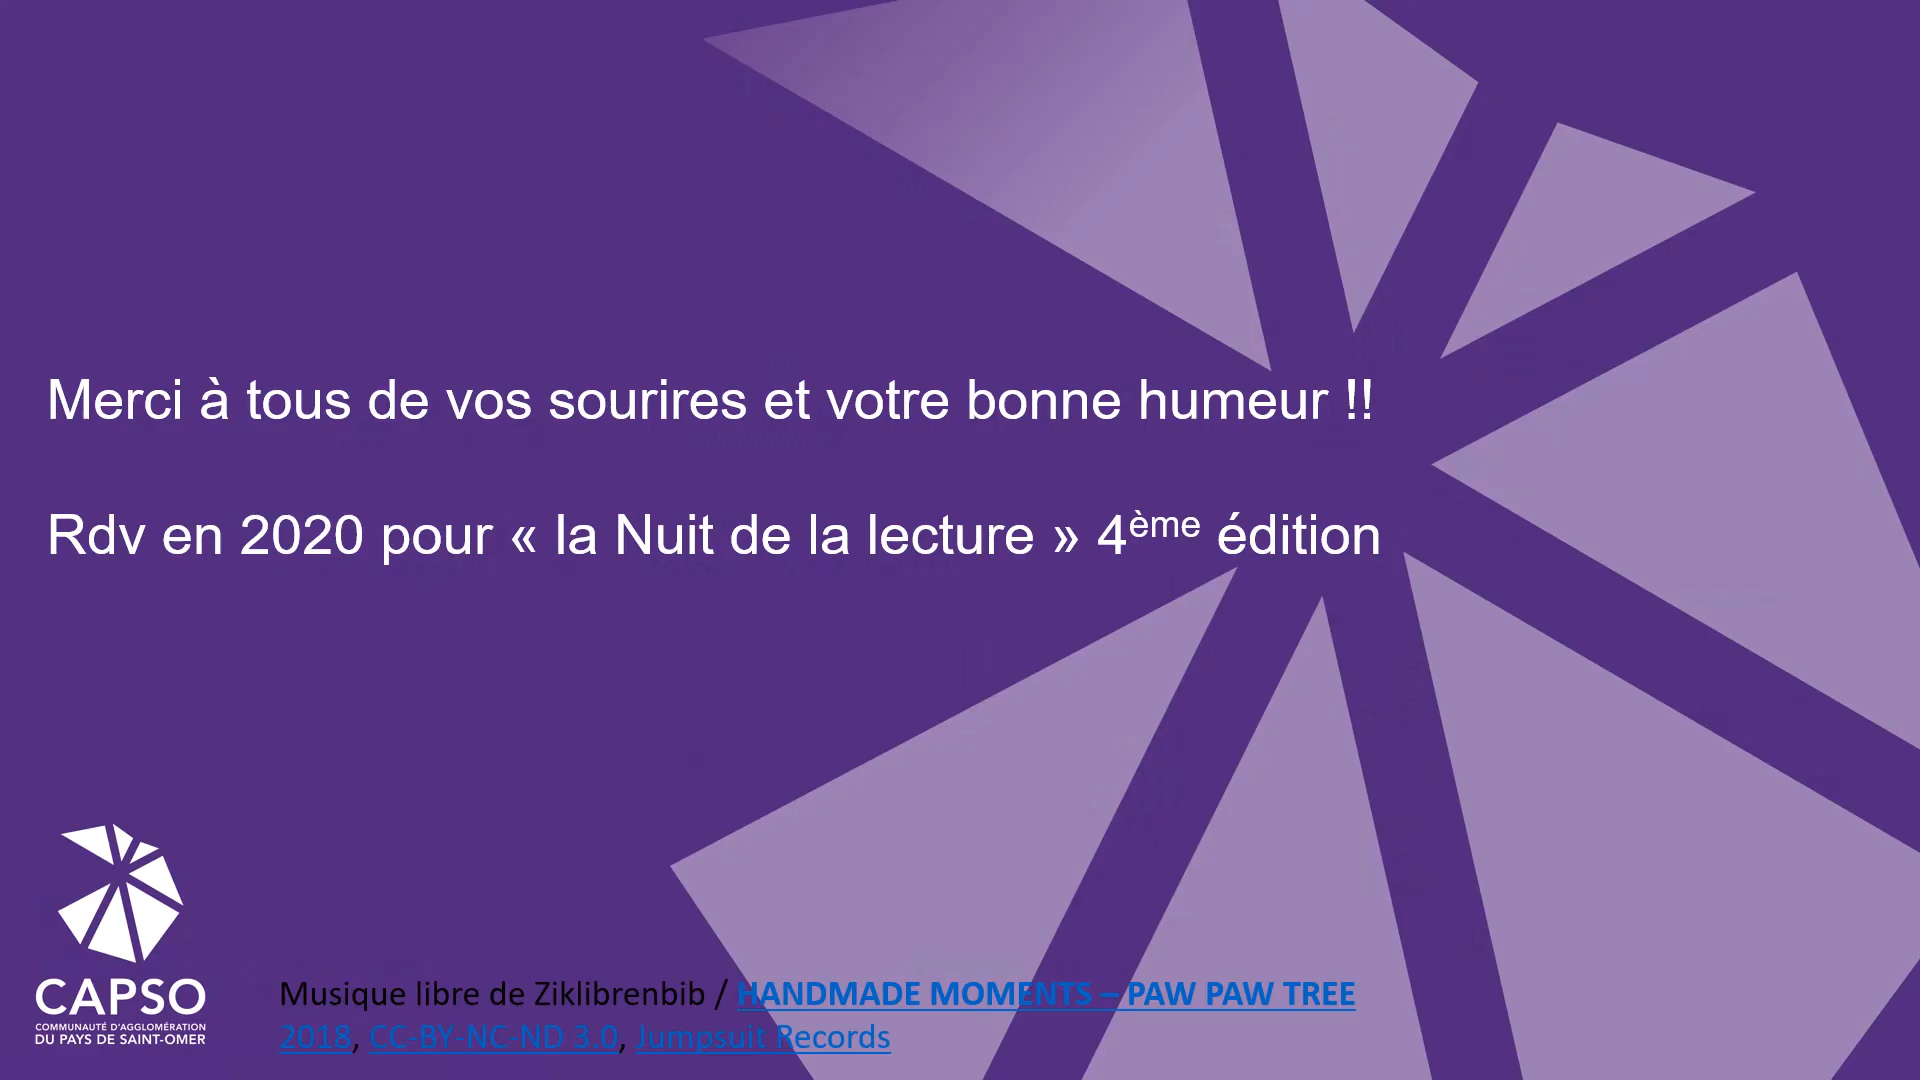 Merci à tous de vos sourires et votre bonne humeur !!
Rdv en 2020 pour « la Nuit de la lecture » 4ème édition
CAPSO
COMMUNAUTÉ D'AGGLOMÉRATION
DU PAYS DE SAINT-OMER
Musique libre de Ziklibrenbib / HANDMADE MOMENTS – PAW PAW TREE
2018, CC-BY-NC-ND 3.0, Jumpsuit Records